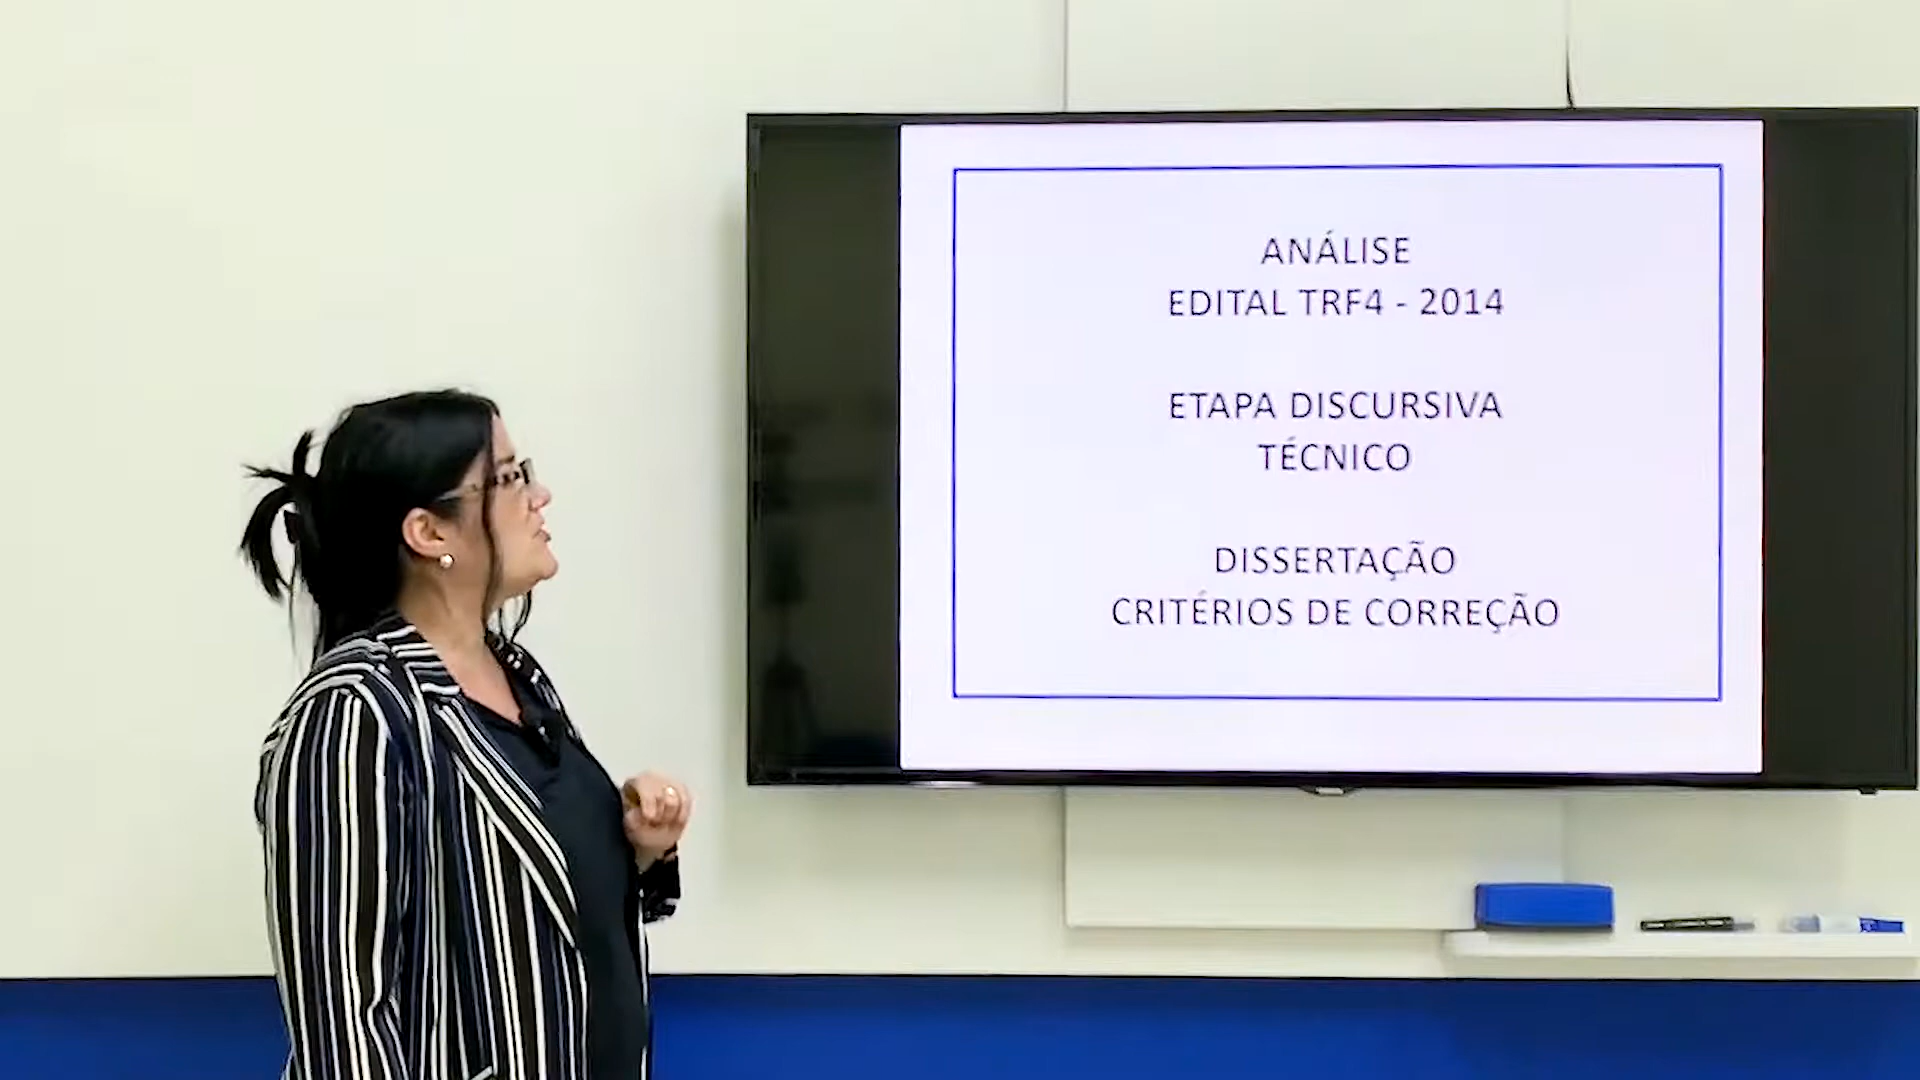 ANÁLISE
EDITAL TRF4 - 2014
ETAPA DISCURSIVA
TÉCNICO
DISSERTAÇÃO
CRITÉRIOS DE CORREÇÃO